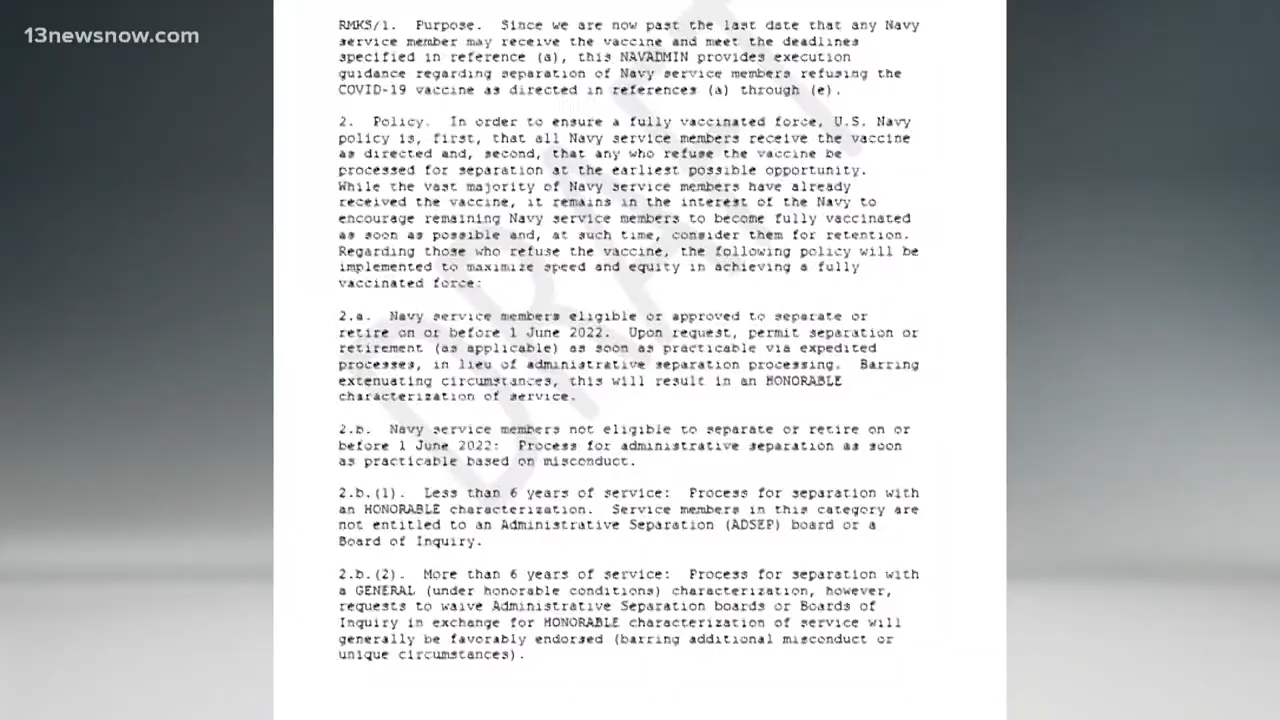 13newsnow.com
RMKS/1. Purpose. Since we are now past the last date that any Navy
service member may receive the vaccine and meet the deadlines
specified in reference (a), this NAVADMIN provides execution
guidance regarding separation of Navy service members refusing the
COVID-19 vaccine as directed in references (a) through (e).
2. Policy. In order to ensure a fully vaccinated force, U.S. Navy
policy is, first, that all Navy service members receive the vaccine
as directed and, second, that any who refuse the vaccine be
processed for separation at the earliest possible opportunity.
While the vast majority of Navy service members have already
received the vaccine, it remains in the interest of the Navy to
encourage remaining Navy service members to become fully vaccinated
as soon as possible and, at such time, consider them for retention.
Regarding those who refuse the vaccine, the following policy will be
implemented to maximize speed and equity in achieving a fully
vaccinated force:
2.a. Navy service members eligible or approved to separate or
retire on or before 1 June 2022. Upon request, permit separation or
retirement (as applicable) as soon as practicable via expedited
processes, in lieu of administrative separation processing. Barring
extenuating circumstances, this will result in an HONORABLE
characterization of service.
2.b. Navy service members not eligible to separate or retire on or
before 1 June 2022: Process for administrative separation as soon
as practicable based on misconduct.
2.b.(1). Less than 6 years of service: Process for separation with
an HONORABLE characterization. Service members in this category are
not entitled to an Administrative Separation (ADSEP) board or a
Board of Inquiry.
2.b.(2). More than 6 years of service: Process for separation with
a GENERAL (under honorable conditions) characterization, however,
requests to waive Administrative Separation boards or Boards of
Inquiry in exchange for HONORABLE characterization of service will
generally be favorably endorsed (barring additional misconduct or
unique circumstances).
DRAFT